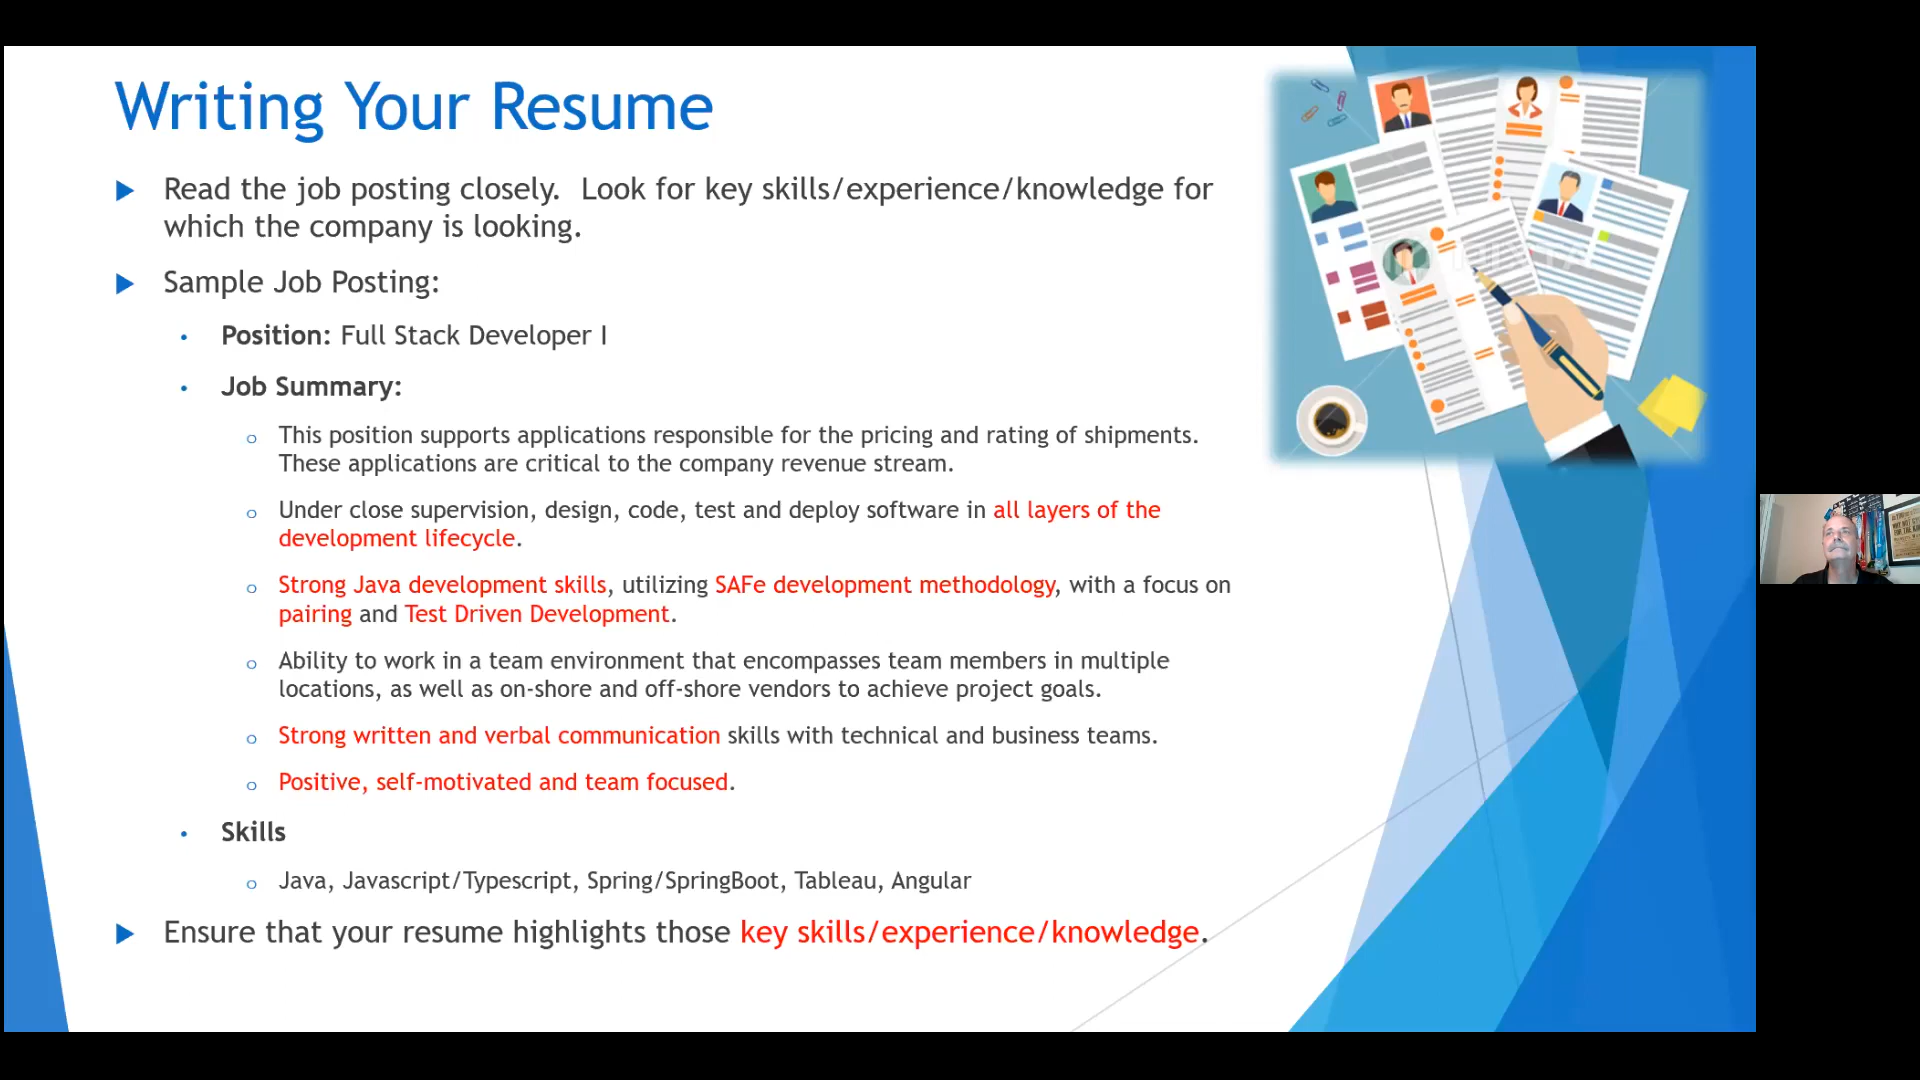 Writing Your Resume
Read the job posting closely.  Look for key skills/experience/knowledge for
which the company is looking.
Sample Job Posting:
Position: Full Stack Developer I
Job Summary:
This position supports applications responsible for the pricing and rating of shipments.
These applications are critical to the company revenue stream.
Under close supervision, design, code, test and deploy software in all layers of the
development lifecycle.
Strong Java development skills, utilizing SAFe development methodology, with a focus on
pairing and Test Driven Development.
Ability to work in a team environment that encompasses team members in multiple
locations, as well as on-shore and off-shore vendors to achieve project goals.
Strong written and verbal communication skills with technical and business teams.
Positive, self-motivated and team focused.
Skills
Java, Javascript/Typescript, Spring/SpringBoot, Tableau, Angular
Ensure that your resume highlights those key skills/experience/knowledge.